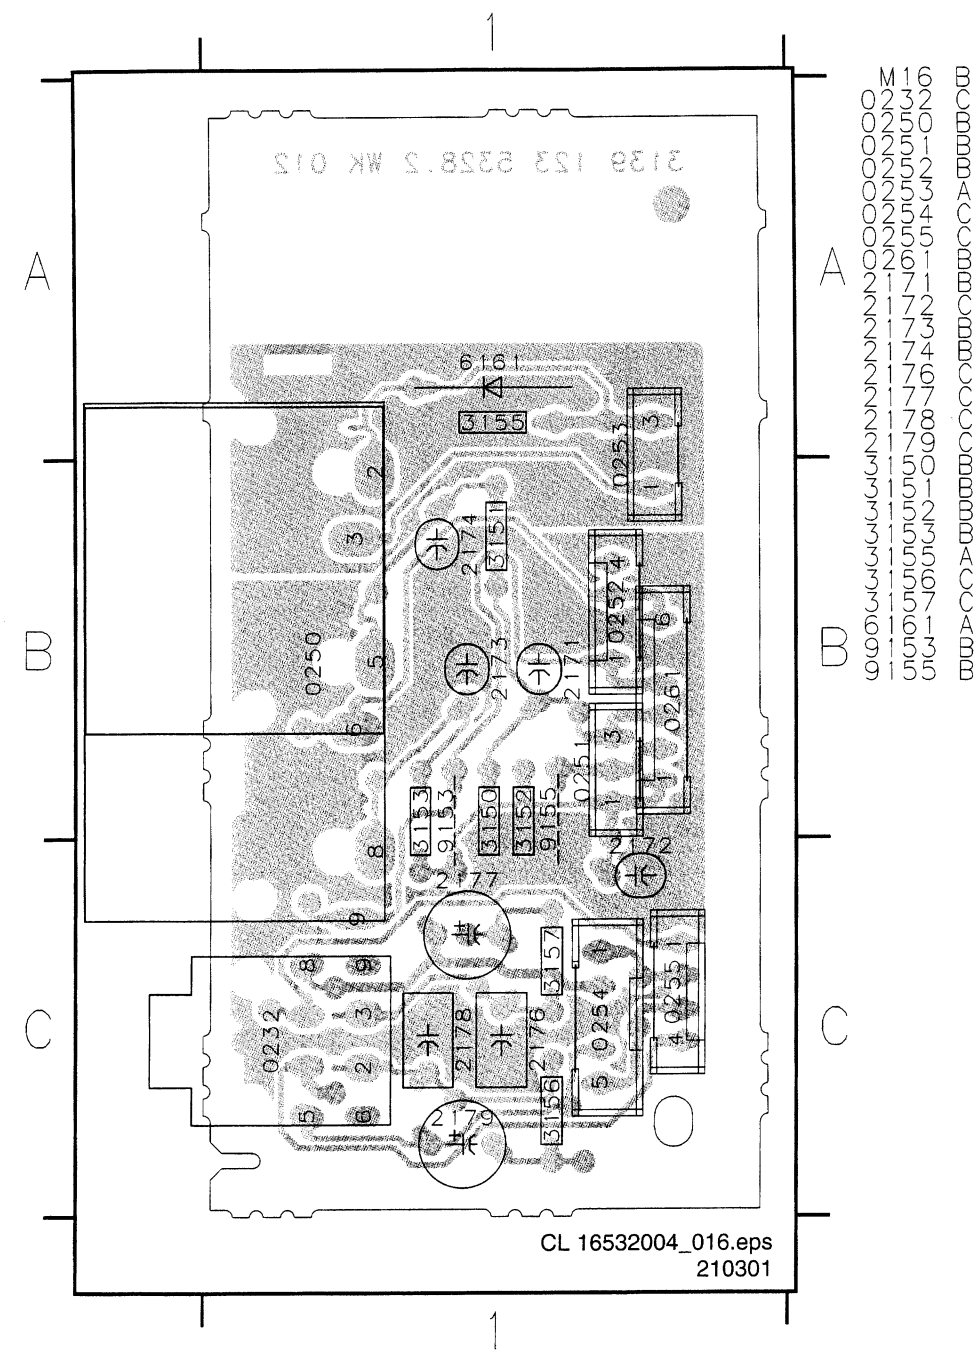 1
M16 B
0232 C
0250 B
0251 B
0252 B
0253 A
0254 C
0255 C
0261 B
2171 B
2172 C
2173 B
2174 B
2176 C
2177 C
2178 C
2179 C
3150 B
3151 B
3152 B
3153 B
3155 A
3156 C
3157 C
6161 A
9153 B
9155 B
3139 123 5328.2 WK 012
A
A
6161
3155
0253
3
1
2
3
2174
3151
0252
4
1
B
B
0250
5
6
2173
2171
0261
6
1
0251
3
1
3153
9153
3150
3152
9155
8
9
2172
2177
3157
0254
1
5
0255
1
4
C
C
0232
8
9
3
2
5
6
2178
2176
3156
2179
CL 16532004_016.eps
210301
1